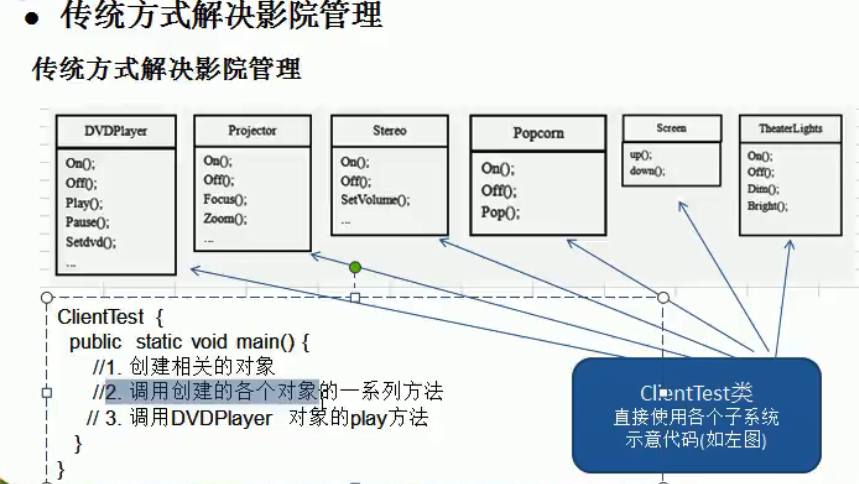 ● 传统方式解决影院管理
传统方式解决影院管理
DVDPlayer
On();
Off();
Play();
Pause();
Setdvd();
...
Projector
On();
Off();
Focus();
Zoom();
...
Stereo
On();
Off();
SetVolume();
...
Popcorn
On();
Off();
Pop();
Screen
up();
down();
TheaterLights
On();
Off();
Dim();
Bright();
ClientTest {
public static void main() {
//1. 创建相关的对象
//2. 调用创建的各个对象的一系列方法
// 3. 调用DVDPlayer 对象的play方法
}
}
ClientTest类
直接使用各个子系统
示意代码(如左图)